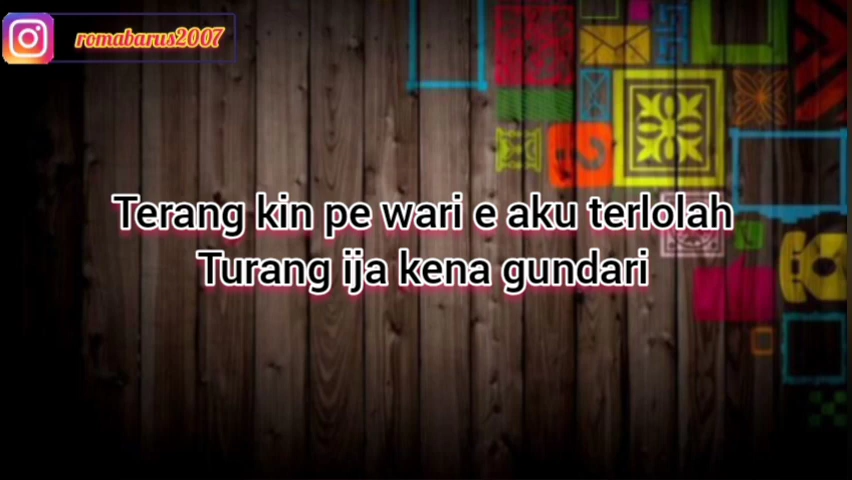 romabarus2007
Terang kin pe wari e aku terlolah
Turang ija kena gundari